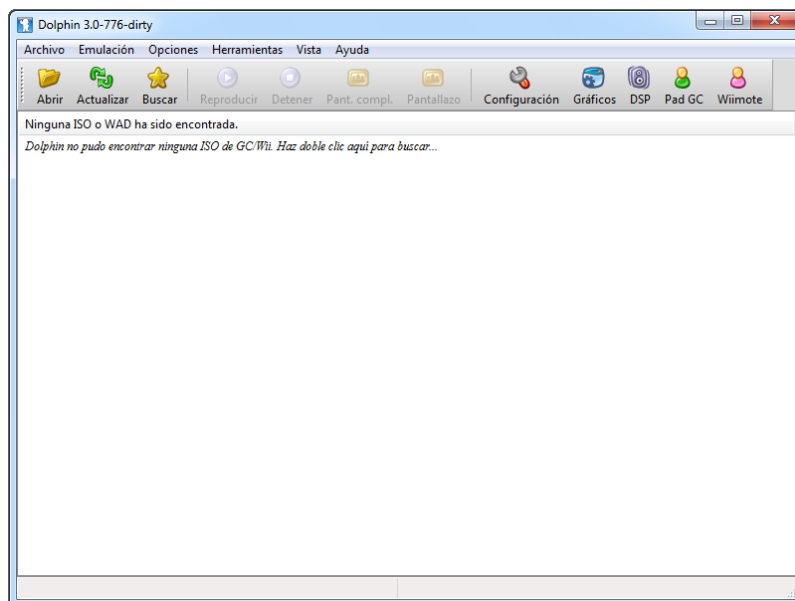 Dolphin 3.0-776-dirty
Archivo Emulación Opciones Herramientas Vista Ayuda
Abrir Actualizar Buscar Reproducir Detener Pant. compl. Pantallazo Configuración Gráficos DSP Pad GC Wiimote
Ninguna ISO o WAD ha sido encontrada.
Dolphin no pudo encontrar ninguna ISO de GC/Wii. Haz doble clic aquí para buscar...